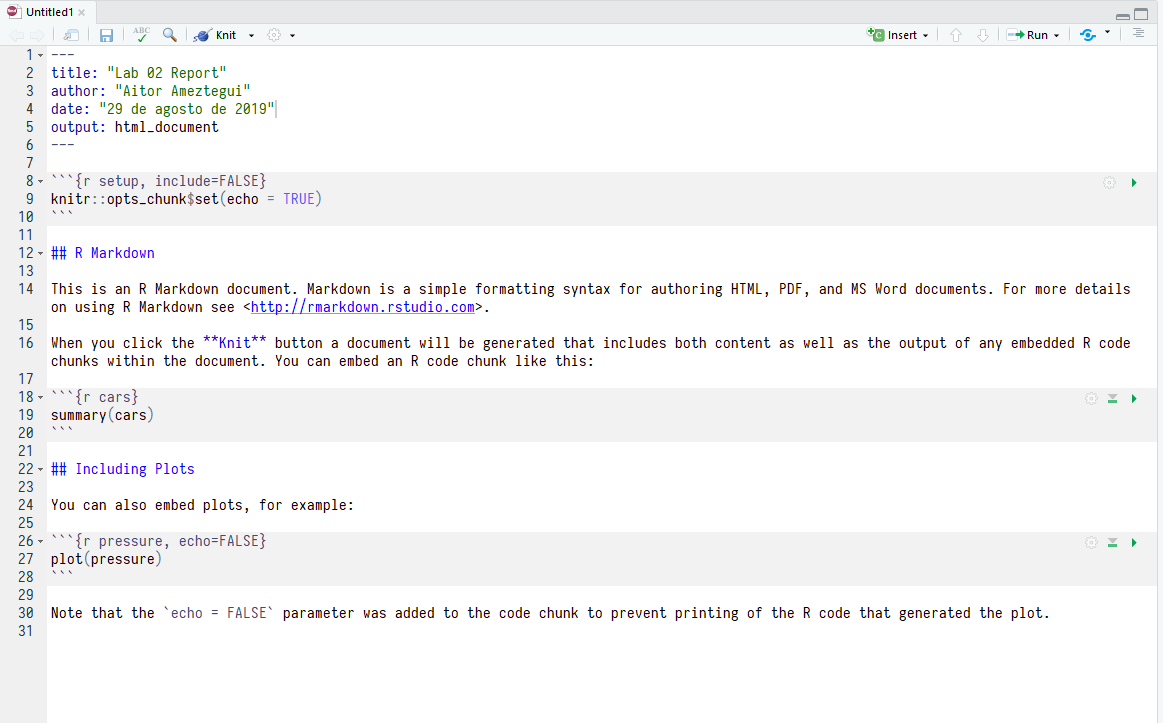 Untitled1
ABC Knit Insert Run
1 ---
2 title: "Lab 02 Report"
3 author: "Aitor Ameztegui"
4 date: "29 de agosto de 2019"
5 output: html_document
6 ---
7
8 ```{r setup, include=FALSE}
9 knitr::opts_chunk$set(echo = TRUE)
10 ```
11
12 ## R Markdown
13
14 This is an R Markdown document. Markdown is a simple formatting syntax for authoring HTML, PDF, and MS Word documents. For more details
on using R Markdown see <http://rmarkdown.rstudio.com>.
15
16 When you click the **Knit** button a document will be generated that includes both content as well as the output of any embedded R code
chunks within the document. You can embed an R code chunk like this:
17
18 ```{r cars}
19 summary(cars)
20 ```
21
22 ## Including Plots
23
24 You can also embed plots, for example:
25
26 ```{r pressure, echo=FALSE}
27 plot(pressure)
28 ```
29
30 Note that the `echo = FALSE` parameter was added to the code chunk to prevent printing of the R code that generated the plot.
31